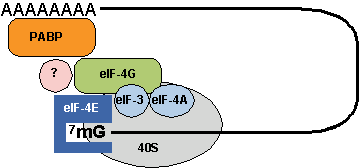 AAAAAAAA
PABP
?
eIF-4G
eIF-4E
eIF-3
eIF-4A
⁷mG
40S